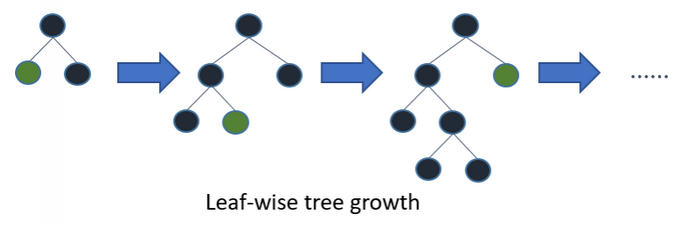 ......
Leaf-wise tree growth